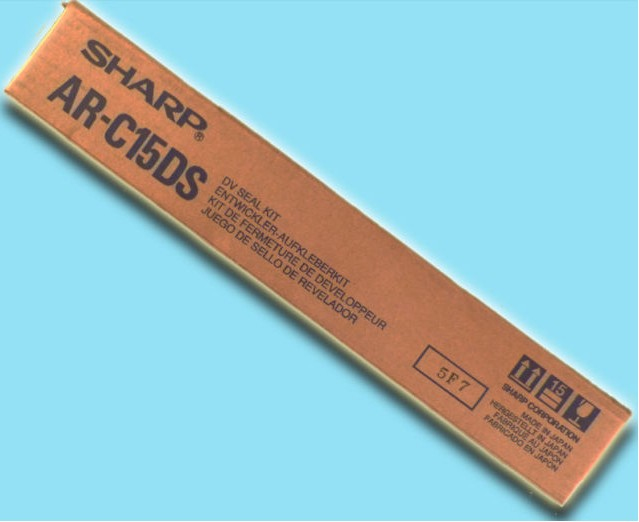 SHARP®
AR-C15DS
DV SEAL KIT
ENTWICKLER-AUFKLEBERKIT
KIT DE FERMETURE DE DEVELOPPEUR
JUEGO DE SELLO DE REVELADOR
5F7
15
SHARP CORPORATION
MADE IN JAPAN
HERGESTELLT IN JAPAN
FABRIQUÉ AU JAPON
FABRICADO EN JAPON